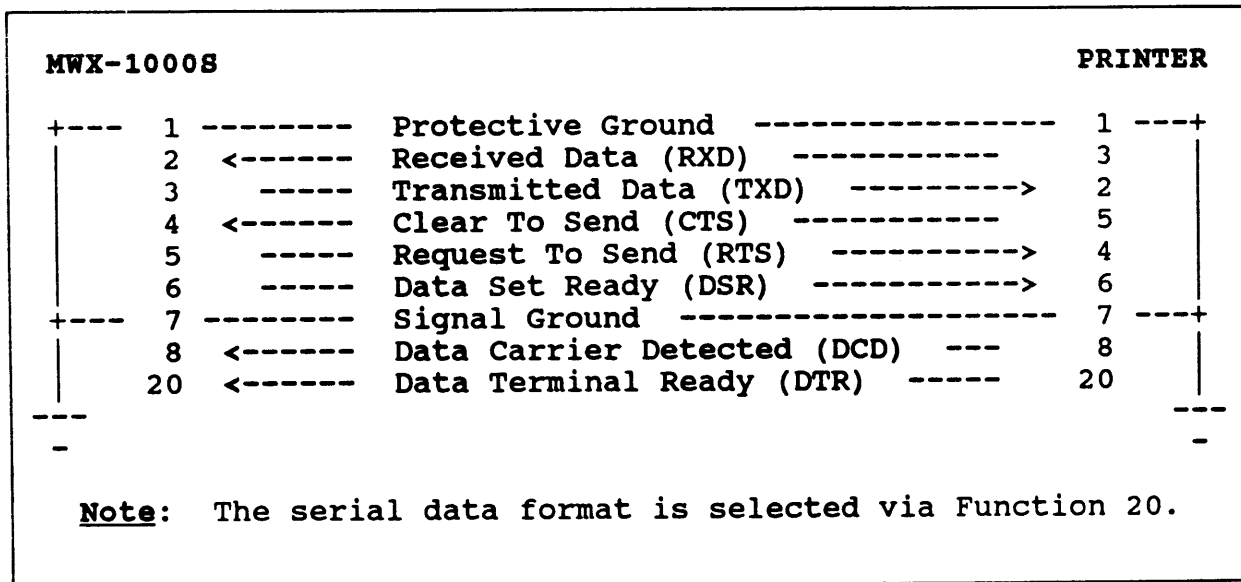 MWX-1000S PRINTER
+--- 1 -------- Protective Ground ---------------- 1 ---+
| 2 <------ Received Data (RXD) ----------- 3 |
| 3 ----- Transmitted Data (TXD) ---------> 2 |
| 4 <------ Clear To Send (CTS) ----------- 5 |
| 5 ----- Request To Send (RTS) ----------> 4 |
| 6 ----- Data Set Ready (DSR) -----------> 6 |
+--- 7 -------- Signal Ground -------------------- 7 ---+
| 8 <------ Data Carrier Detected (DCD) --- 8 |
| 20 <------ Data Terminal Ready (DTR) ----- 20 |
--- ---
- -
Note: The serial data format is selected via Function 20.